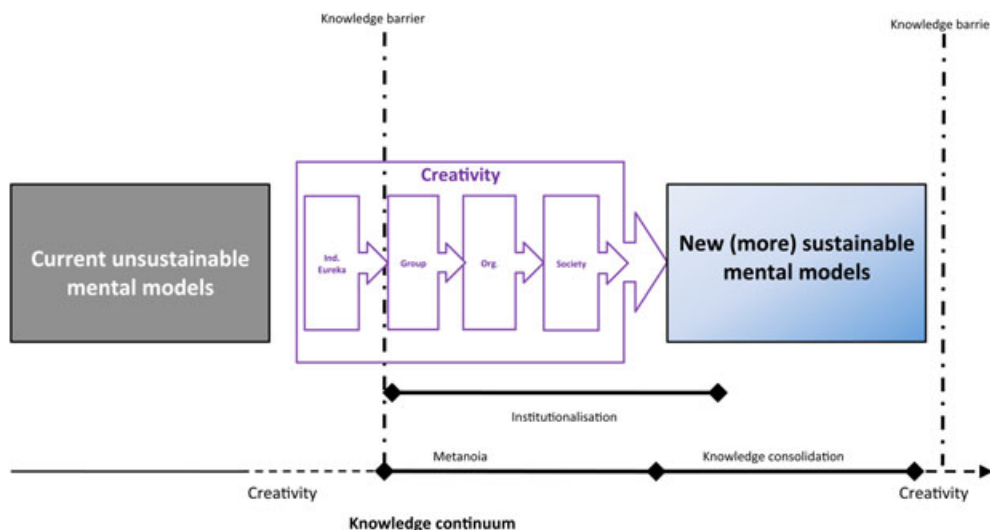 Knowledge barrier
Knowledge barrie
Creativity
Current unsustainable
mental models
Ind.
Eureka
Group
Org.
Society
New (more) sustainable
mental models
Institutionalisation
Metanoia
Knowledge consolidation
Creativity
Creativity
Knowledge continuum